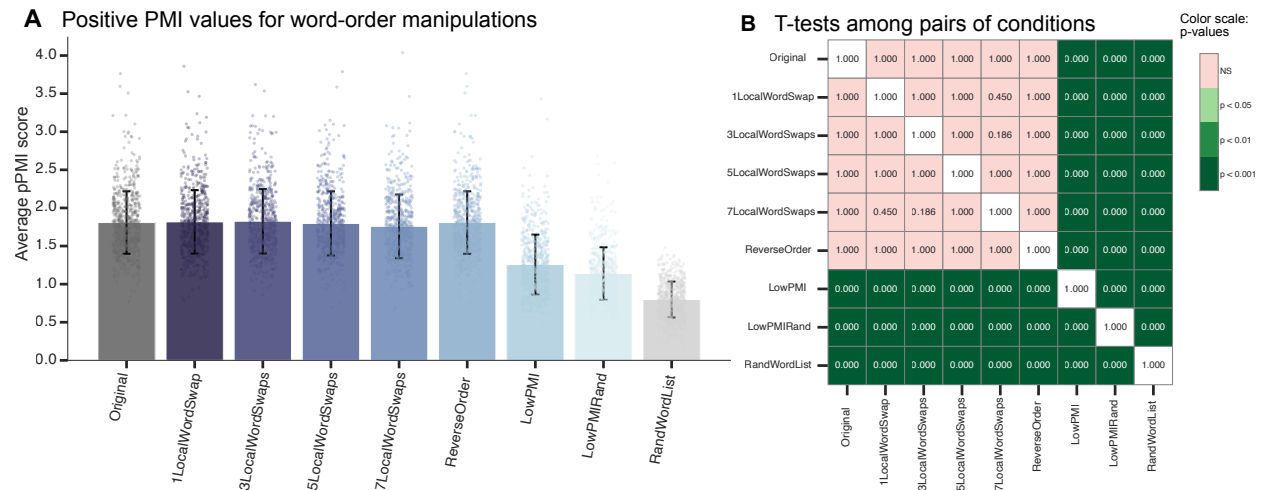 A Positive PMI values for word-order manipulations
Average pPMI score
4.0
3.5
3.0
2.5
2.0
1.5
1.0
0.5
0.0
Original
1LocalWordSwap
3LocalWordSwaps
5LocalWordSwaps
7LocalWordSwaps
ReverseOrder
LowPMI
LowPMIRand
RandWordList
B T-tests among pairs of conditions
Original 1.000 1.000 1.000 1.000 1.000 1.000 0.000 0.000 0.000
1LocalWordSwap 1.000 1.000 1.000 1.000 0.450 1.000 0.000 0.000 0.000
3LocalWordSwaps 1.000 1.000 1.000 1.000 0.186 1.000 0.000 0.000 0.000
5LocalWordSwaps 1.000 1.000 1.000 1.000 1.000 1.000 0.000 0.000 0.000
7LocalWordSwaps 1.000 0.450 0.186 1.000 1.000 1.000 0.000 0.000 0.000
ReverseOrder 1.000 1.000 1.000 1.000 1.000 1.000 0.000 0.000 0.000
LowPMI 0.000 0.000 0.000 0.000 0.000 0.000 1.000 0.000 0.000
LowPMIRand 0.000 0.000 0.000 0.000 0.000 0.000 0.000 1.000 0.000
RandWordList 0.000 0.000 0.000 0.000 0.000 0.000 0.000 0.000 1.000
Original
1LocalWordSwap
3LocalWordSwaps
5LocalWordSwaps
7LocalWordSwaps
ReverseOrder
LowPMI
LowPMIRand
RandWordList
Color scale:
p-values
NS
p < 0.05
p < 0.01
p < 0.001